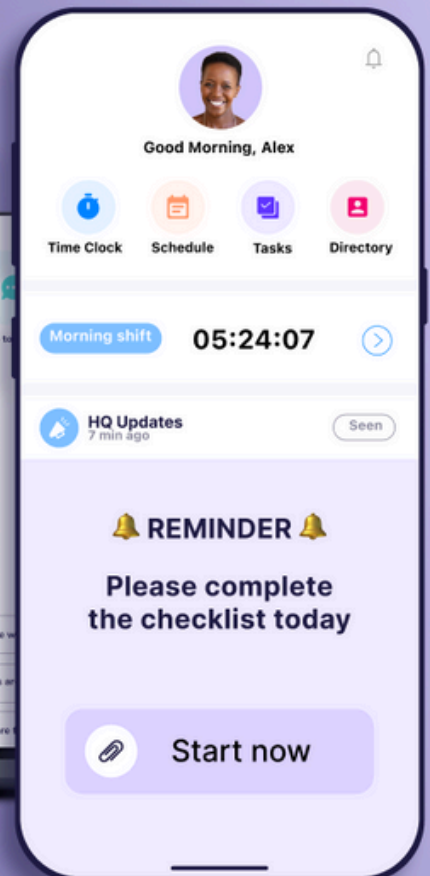 Good Morning, Alex
Time Clock Schedule Tasks Directory
Morning shift 05:24:07
HQ Updates
Seen
7 min ago
🔔 REMINDER 🔔
Please complete
the checklist today
Start now